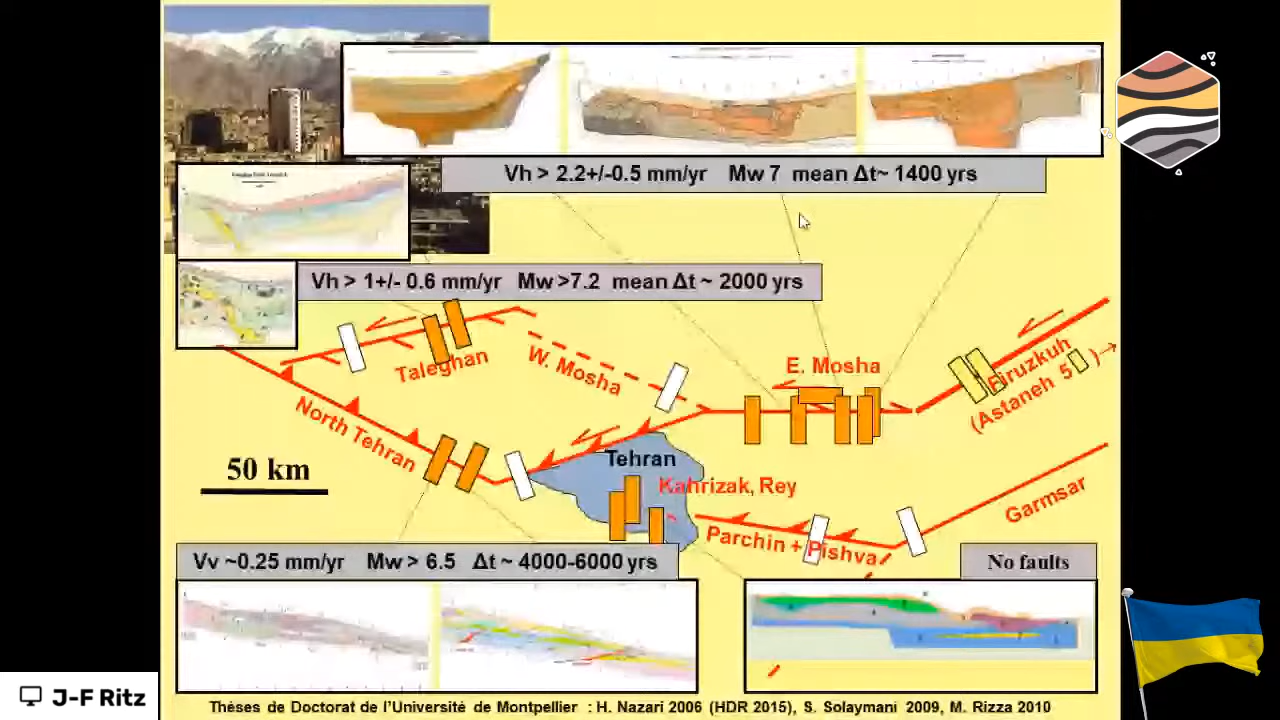 Vh > 2.2+/-0.5 mm/yr Mw 7 mean Δt~ 1400 yrs
Vh > 1+/- 0.6 mm/yr Mw >7.2 mean Δt ~ 2000 yrs
Taleghan
W. Mosha
E. Mosha
Firuzkuh
(Astaneh 5 )→
North Tehran
50 km
Tehran
Kahrizak, Rey
Garmsar
Parchin + Pishva
Vv ~0.25 mm/yr Mw > 6.5 Δt ~ 4000-6000 yrs
No faults
J-F Ritz
Thèses de Doctorat de l'Université de Montpellier : H. Nazari 2006 (HDR 2015), S. Solaymani 2009, M. Rizza 2010